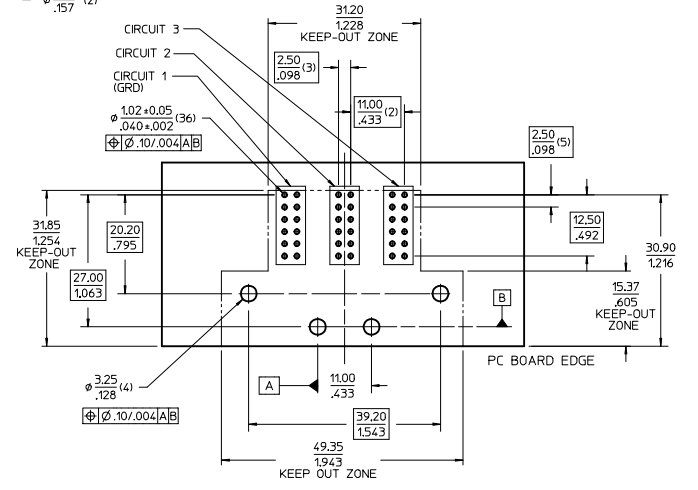 .157 (2)
31.20
1.228
KEEP-OUT ZONE
CIRCUIT 3
CIRCUIT 2
CIRCUIT 1
(GRD)
2.50
.098 (3)
11.00
.433 (2)
ø 1.02 ±0.05
.040 ±.002 (36)
⌖ Ø .10/.004 A B
2.50
.098 (5)
31.85
1.254
KEEP-OUT
ZONE
20.20
.795
12.50
.492
30.90
1.216
27.00
1.063
15.37
.605
KEEP-OUT
ZONE
B
PC BOARD EDGE
A
11.00
.433
ø 3.25
.128 (4)
⌖ Ø .10/.004 A B
39.20
1.543
49.35
1.943
KEEP OUT ZONE